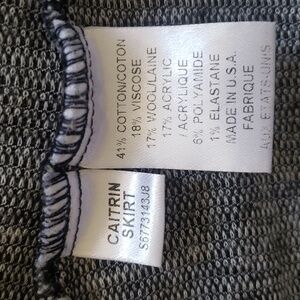 41% COTTON/COTON
18% VISCOSE
17% WOOL/LAINE
17% ACRYLIC
/ ACRYLIQUE
6% POLYAMIDE
1% ELASTANE
MADE IN U.S.A.
FABRIQUE
AUX ETATS-UNIS
CAITRIN
SKIRT
S6773143J8